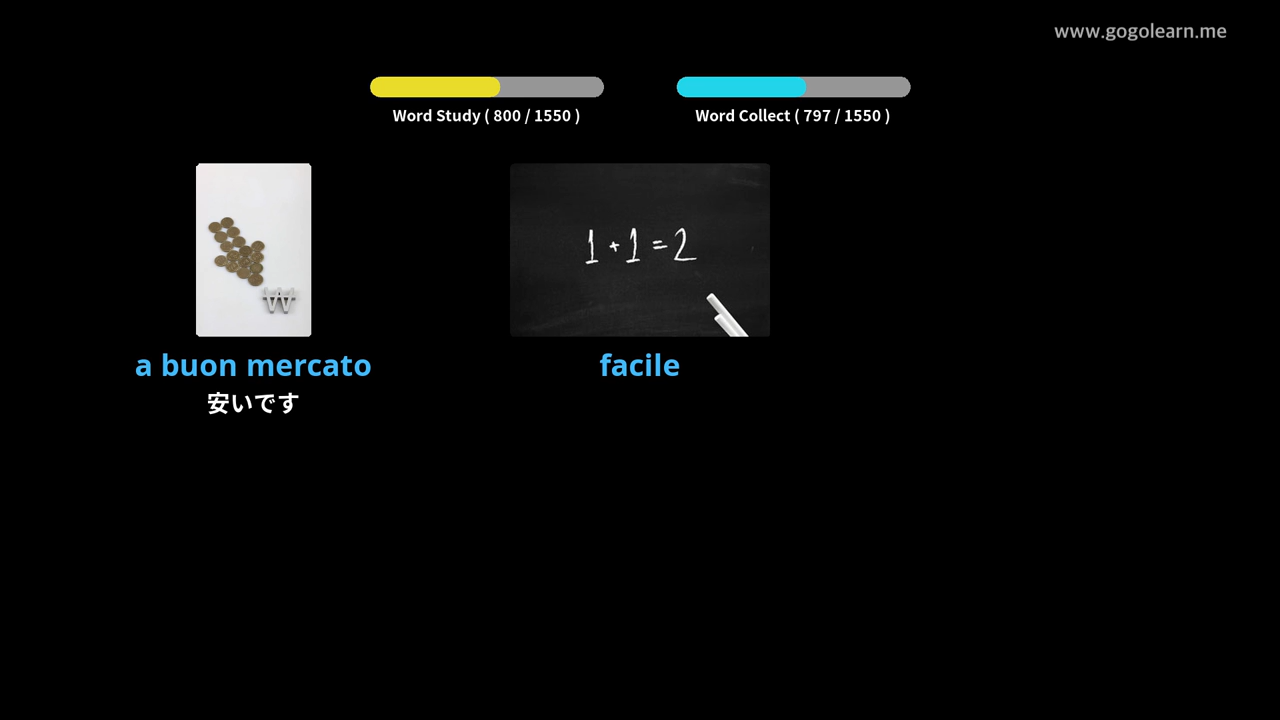 www.gogolearn.me
Word Study ( 800 / 1550 )
Word Collect ( 797 / 1550 )
₩
1 + 1 = 2
a buon mercato
facile
安いです